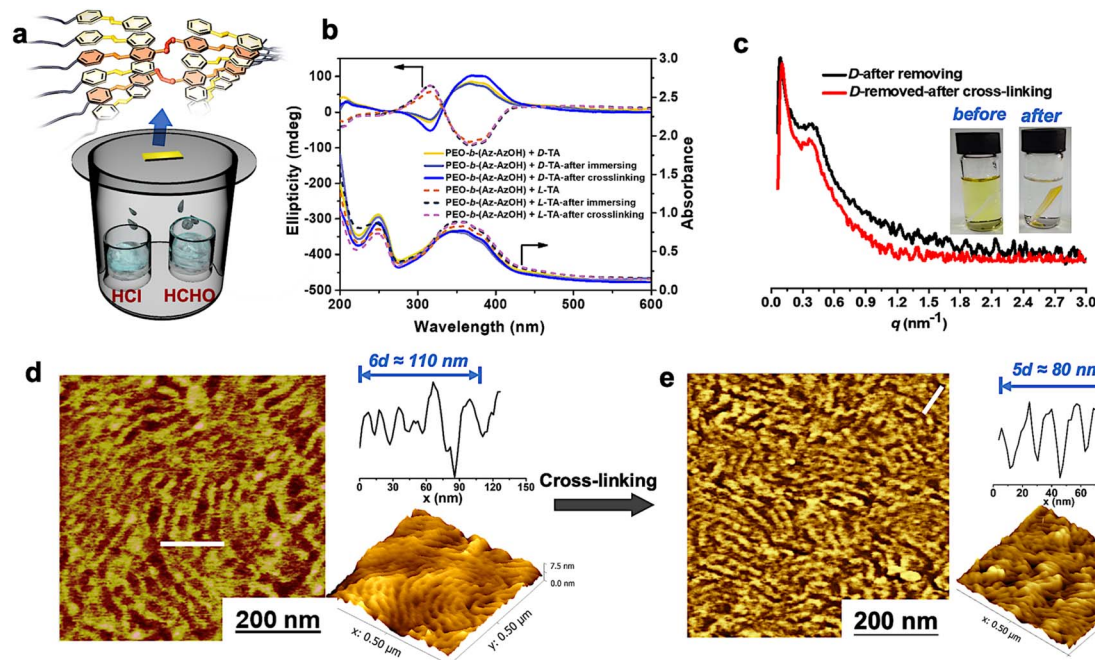 a
HCl
HCHO
b
Ellipticity (mdeg)
100
50
0
-50
-100
-150
-200
-250
-300
-350
-400
-450
-500
PEO-b-(Az-AzOH) + D-TA
PEO-b-(Az-AzOH) + D-TA-after immersing
PEO-b-(Az-AzOH) + D-TA-after crosslinking
PEO-b-(Az-AzOH) + L-TA
PEO-b-(Az-AzOH) + L-TA-after immersing
PEO-b-(Az-AzOH) + L-TA-after crosslinking
3.0
2.5
2.0
1.5
1.0
0.5
0.0
Absorbance
200 300 400 500 600
Wavelength (nm)
c
D-after removing
D-removed-after cross-linking
before after
0.0 0.3 0.6 0.9 1.2 1.5 1.8 2.1 2.4 2.7 3.0
q (nm⁻¹)
d
200 nm
6d ≈ 110 nm
0 30 60 90 120 150
x (nm)
7.5 nm
0.0 nm
x: 0.50 µm
y: 0.50 µm
Cross-linking
e
200 nm
5d ≈ 80 nm
0 20 40 60
x (nm)
x: 0.50 µm